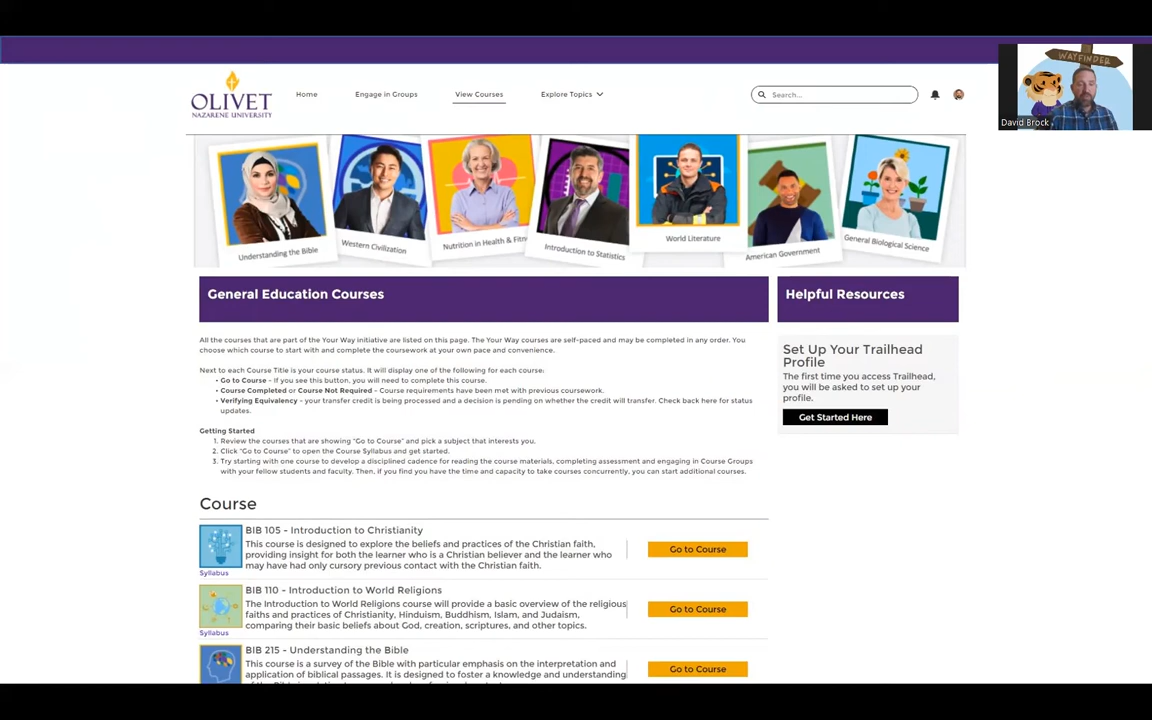 WAYFINDER
David Brock
OLIVET
NAZARENE UNIVERSITY
Home
Engage in Groups
View Courses
Explore Topics
Search...
Understanding the Bible
Western Civilization
Nutrition in Health & Fitn
Introduction to Statistics
World Literature
American Government
General Biological Science
General Education Courses
All the courses that are part of the Your Way initiative are listed on this page. The Your Way courses are self-paced and may be completed in any order. You
choose which course to start with and complete the coursework at your own pace and convenience.
Next to each Course Title is your course status. It will display one of the following for each course:
• Go to Course - If you see this button, you will need to complete this course.
• Course Completed or Course Not Required - Course requirements have been met with previous coursework.
• Verifying Equivalency - your transfer credit is being processed and a decision is pending on whether the credit will transfer. Check back here for status
updates.
Getting Started
1. Review the courses that are showing "Go to Course" and pick a subject that interests you.
2. Click "Go to Course" to open the Course Syllabus and get started.
3. Try starting with one course to develop a disciplined cadence for reading the course materials, completing assessment and engaging in Course Groups
with your fellow students and faculty. Then, if you find you have the time and capacity to take courses concurrently, you can start additional courses.
Helpful Resources
Set Up Your Trailhead
Profile
The first time you access Trailhead,
you will be asked to set up your
profile.
Get Started Here
Course
BIB 105 - Introduction to Christianity
This course is designed to explore the beliefs and practices of the Christian faith,
providing insight for both the learner who is a Christian believer and the learner who
may have had only cursory previous contact with the Christian faith.
Syllabus
Go to Course
BIB 110 - Introduction to World Religions
The Introduction to World Religions course will provide a basic overview of the religious
faiths and practices of Christianity, Hinduism, Buddhism, Islam, and Judaism,
comparing their basic beliefs about God, creation, scriptures, and other topics.
Syllabus
Go to Course
BIB 215 - Understanding the Bible
This course is a survey of the Bible with particular emphasis on the interpretation and
application of biblical passages. It is designed to foster a knowledge and understanding
Go to Course